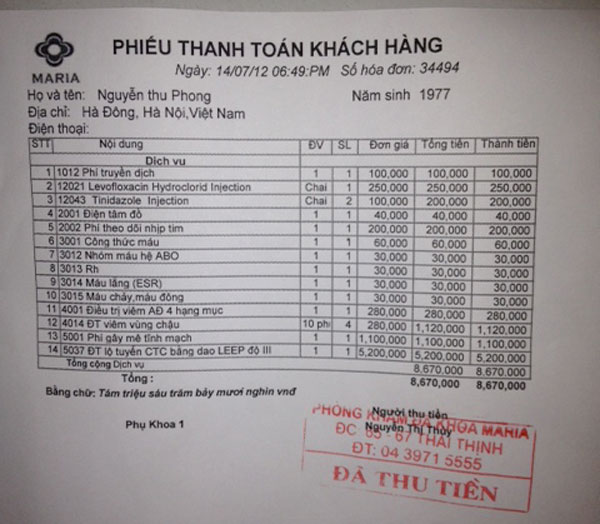 MARIA
PHIẾU THANH TOÁN KHÁCH HÀNG
Ngày: 14/07/12 06:49:PM Số hóa đơn: 34494
Họ và tên: Nguyễn thu Phong Năm sinh 1977
Địa chỉ: Hà Đông, Hà Nội,Việt Nam
Điện thoại:
STT Nội dung ĐV SL Đơn giá Tổng tiền Thành tiền
Dịch vụ
1 1012 Phí truyền dịch 1 1 100,000 100,000 100,000
2 12021 Levofloxacin Hydroclorid Injection Chai 1 250,000 250,000 250,000
3 12043 Tinidazole Injection Chai 2 100,000 200,000 200,000
4 2001 Điện tâm đồ 1 1 40,000 40,000 40,000
5 2002 Phí theo dõi nhịp tim 1 1 200,000 200,000 200,000
6 3001 Công thức máu 1 1 60,000 60,000 60,000
7 3012 Nhóm máu hệ ABO 1 1 30,000 30,000 30,000
8 3013 Rh 1 1 30,000 30,000 30,000
9 3014 Máu lắng (ESR) 1 1 30,000 30,000 30,000
10 3015 Máu chảy,máu đông 1 1 30,000 30,000 30,000
11 4001 Điều trị viêm AĐ 4 hạng mục 1 1 280,000 280,000 280,000
12 4014 ĐT viêm vùng chậu 10 phi 4 280,000 1,120,000 1,120,000
13 5001 Phí gây mê tĩnh mạch 1 1 1,100,000 1,100,000 1,100,000
14 5037 ĐT lộ tuyến CTC bằng dao LEEP độ III 1 1 5,200,000 5,200,000 5,200,000
Tổng cộng Dịch vụ 8,670,000 8,670,000
Tổng : 8,670,000 8,670,000
Bằng chữ: Tám triệu sáu trăm bảy mươi nghìn vnđ
Phụ Khoa 1
Người thu tiền
Nguyễn Thị Thủy
PHÒNG KHÁM ĐA KHOA MARIA
ĐC 65 - 67 THÁI THỊNH
ĐT: 04 3971 5555
ĐÃ THU TIỀN